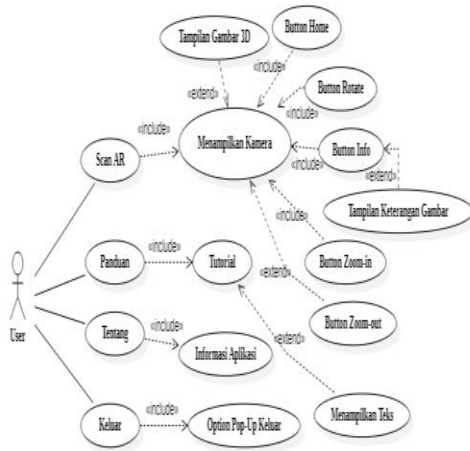 Button Home
Tampilan Gambar 3D
«include»
Button Rotate
«extend»
«include»
«include»
Menampilkan Kamera
Button Info
Scan AR
«include»
«extend»
Tampilan Keterangan Gambar
«include»
«include»
Panduan
Tutorial
Button Zoom-in
«extend»
User
Tentang
«include»
Button Zoom-out
«extend»
Informasi Aplikasi
«include»
Menampilkan Teks
Keluar
Option Pop-Up Keluar